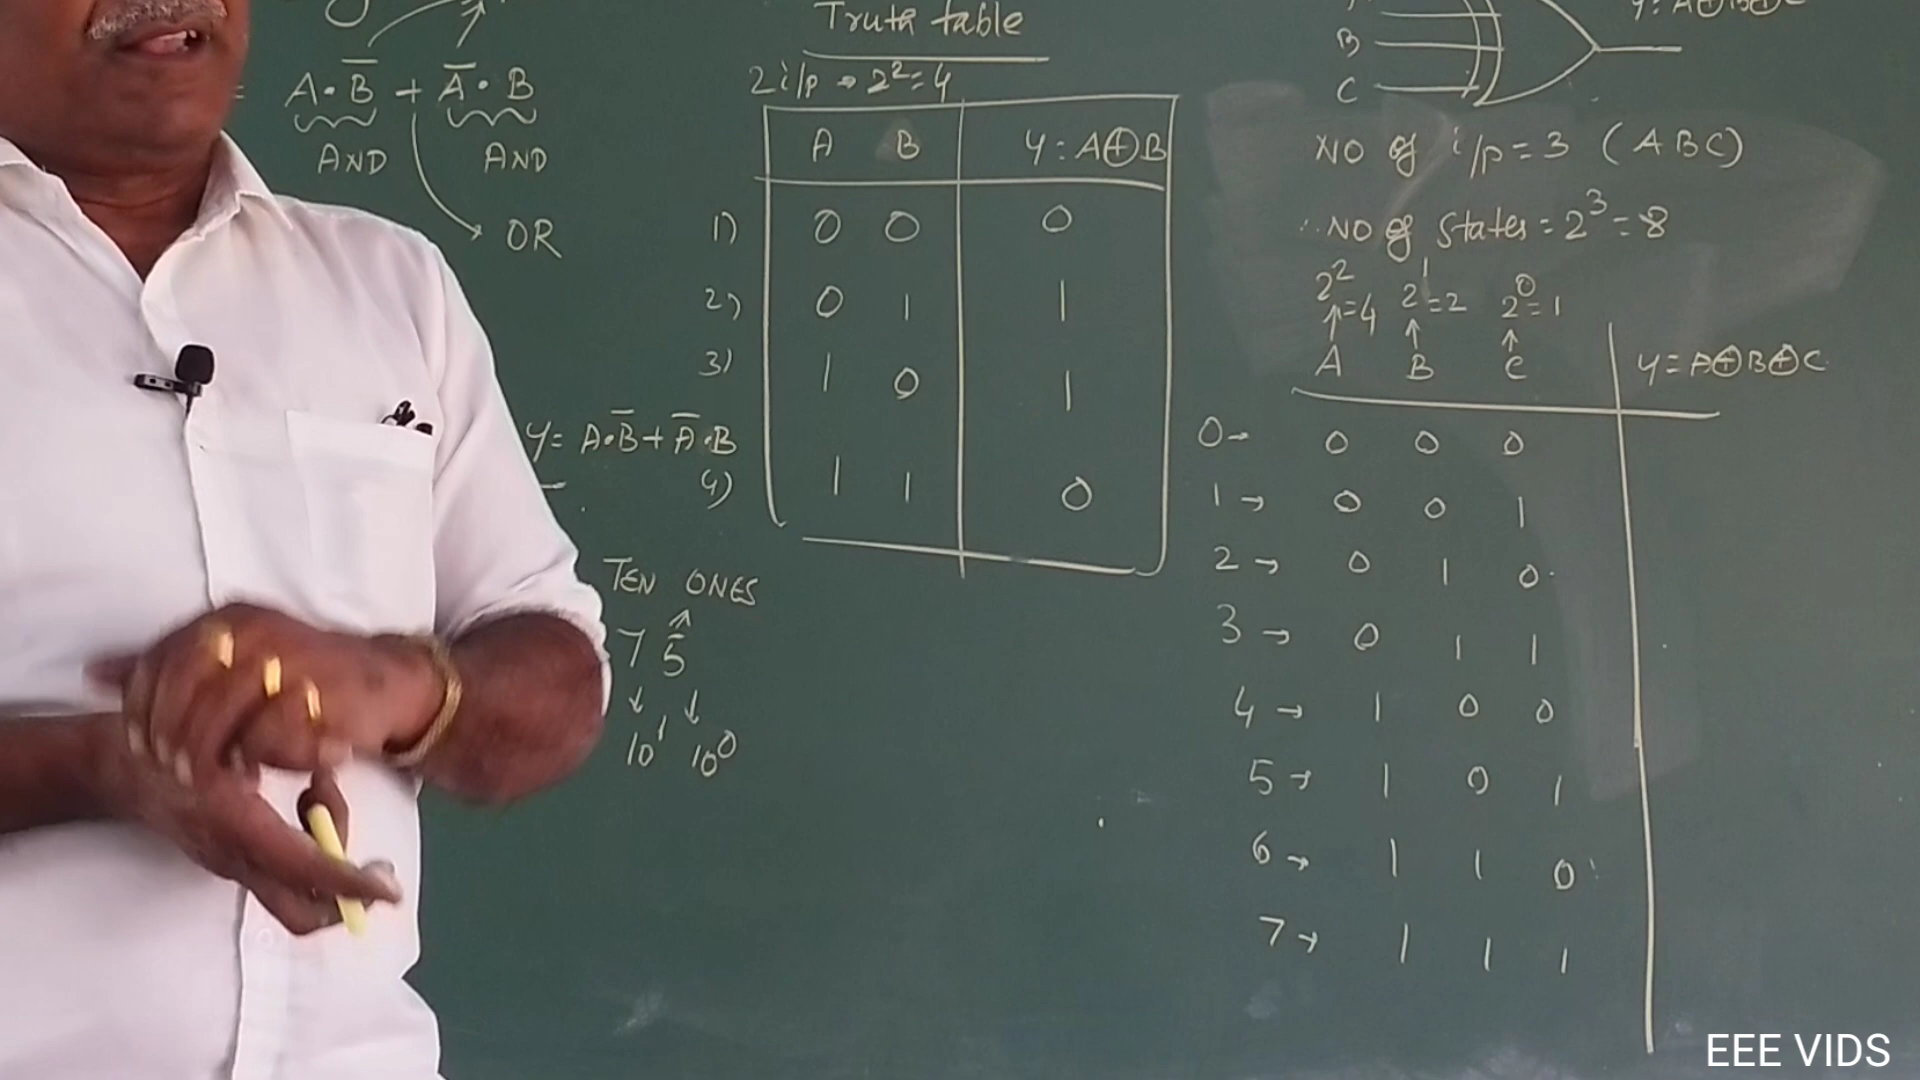 = A·B̅ + A̅·B
AND AND
OR
Y= A·B̅+A̅·B
TEN ONES
7 5
10¹ 10⁰
Truth table
2 i/p → 2²=4
A B Y: A⊕B
1) 0 0 0
2) 0 1 1
3) 1 0 1
4) 1 1 0
Y: A⊕B⊕C
B
C
NO of i/p = 3 (ABC)
∴ NO of states = 2³ = 8
2²=4 2¹=2 2⁰=1
A B C Y= A⊕B⊕C
0→ 0 0 0
1→ 0 0 1
2→ 0 1 0
3→ 0 1 1
4→ 1 0 0
5→ 1 0 1
6→ 1 1 0
7→ 1 1 1
EEE VIDS